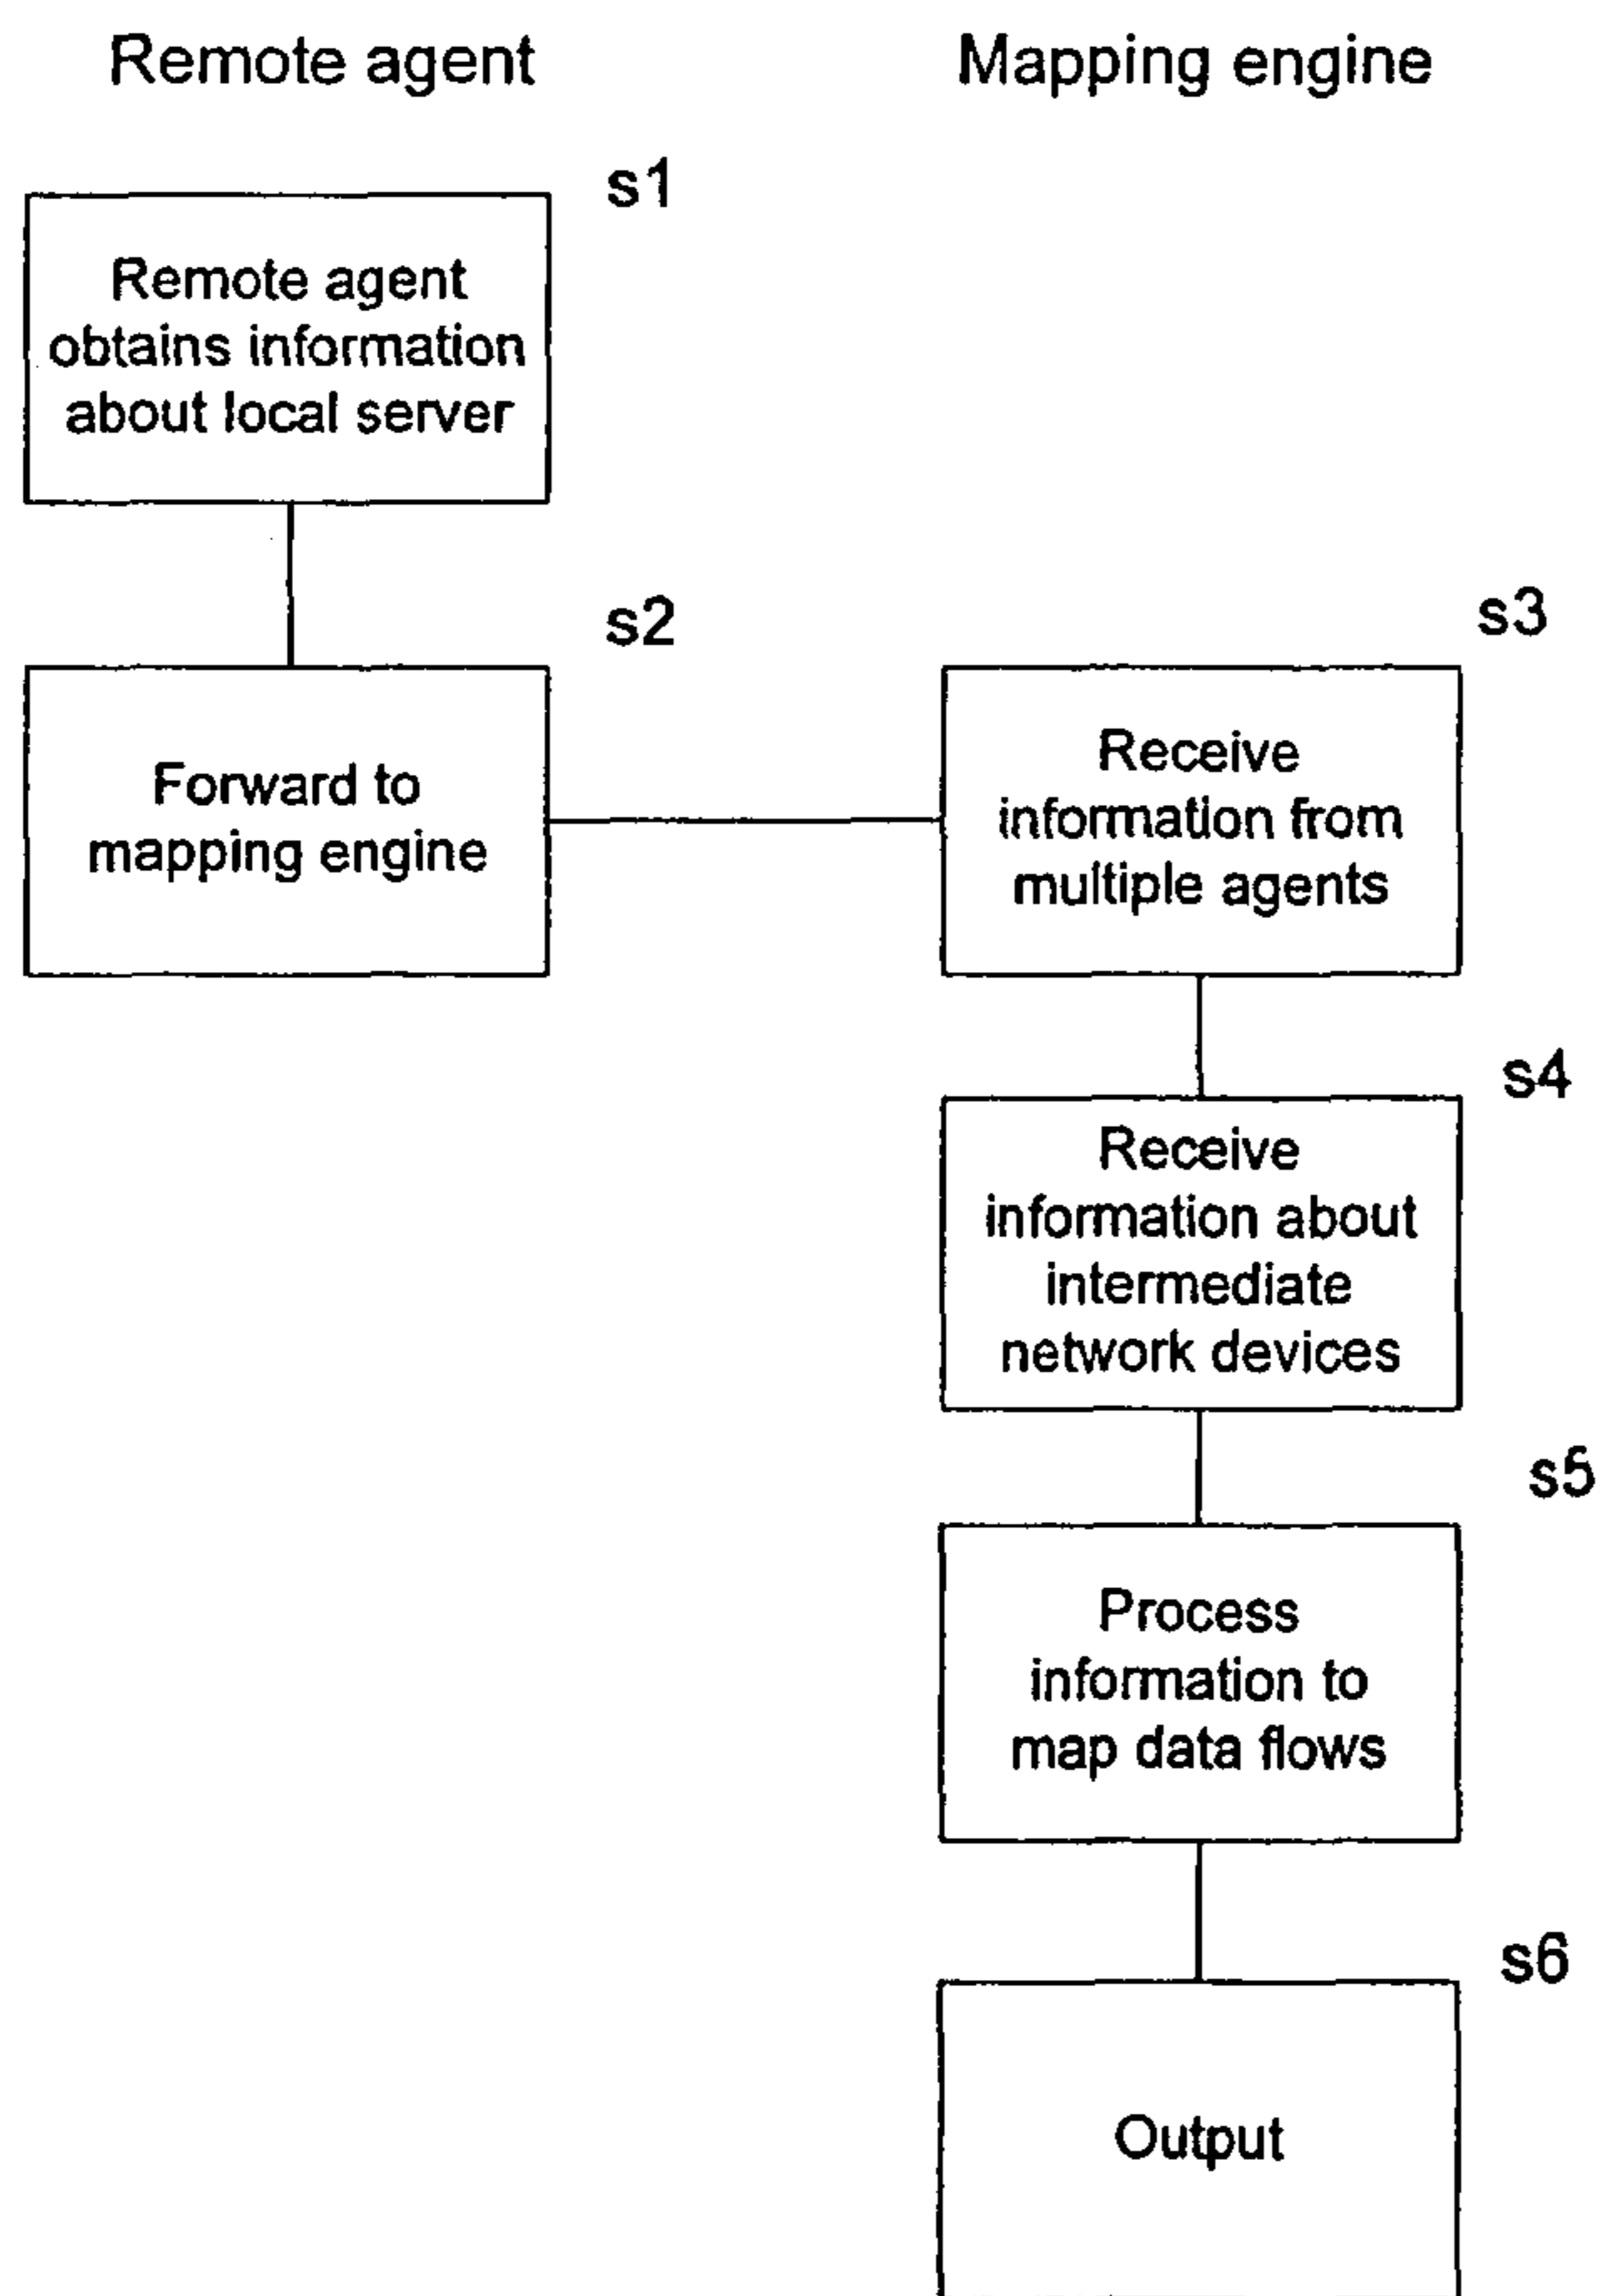 Remote agent
Mapping engine
s1
Remote agent
obtains information
about local server
s2
Forward to
mapping engine
s3
Receive
information from
multiple agents
s4
Receive
information about
intermediate
network devices
s5
Process
information to
map data flows
s6
Output